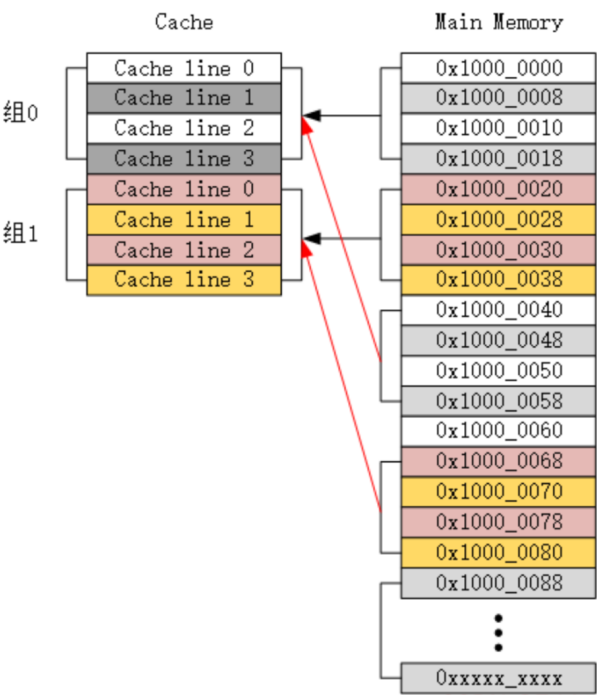 Cache
Main Memory
组0
Cache line 0
Cache line 1
Cache line 2
Cache line 3
组1
Cache line 0
Cache line 1
Cache line 2
Cache line 3
0x1000_0000
0x1000_0008
0x1000_0010
0x1000_0018
0x1000_0020
0x1000_0028
0x1000_0030
0x1000_0038
0x1000_0040
0x1000_0048
0x1000_0050
0x1000_0058
0x1000_0060
0x1000_0068
0x1000_0070
0x1000_0078
0x1000_0080
0x1000_0088
0xxxxx_xxxx